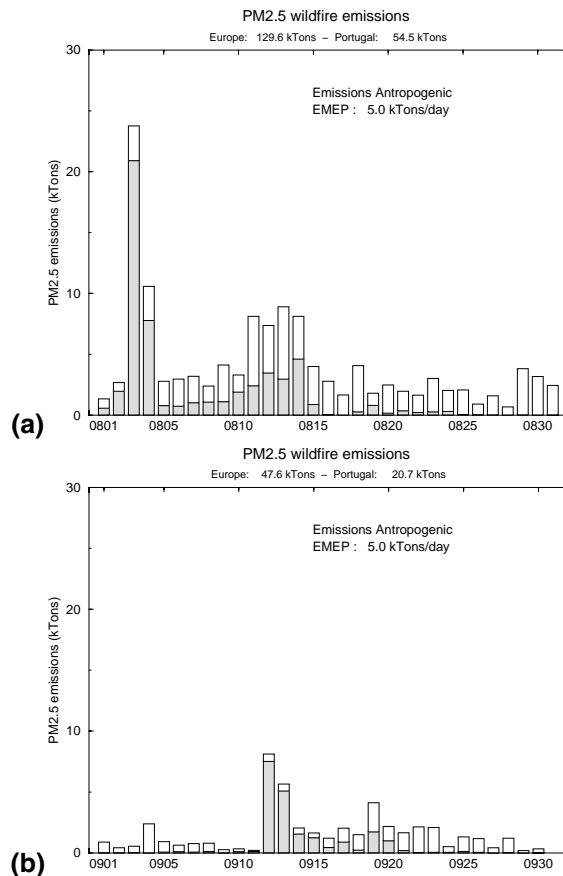 PM2.5 wildfire emissions
Europe: 129.6 kTons − Portugal: 54.5 kTons
30
Emissions Antropogenic
EMEP : 5.0 kTons/day
20
PM2.5 emissions (kTons)
10
0
0801 0805 0810 0815 0820 0825 0830
(a)
PM2.5 wildfire emissions
Europe: 47.6 kTons − Portugal: 20.7 kTons
30
Emissions Antropogenic
EMEP : 5.0 kTons/day
20
PM2.5 emissions (kTons)
10
0
0901 0905 0910 0915 0920 0925 0930
(b)